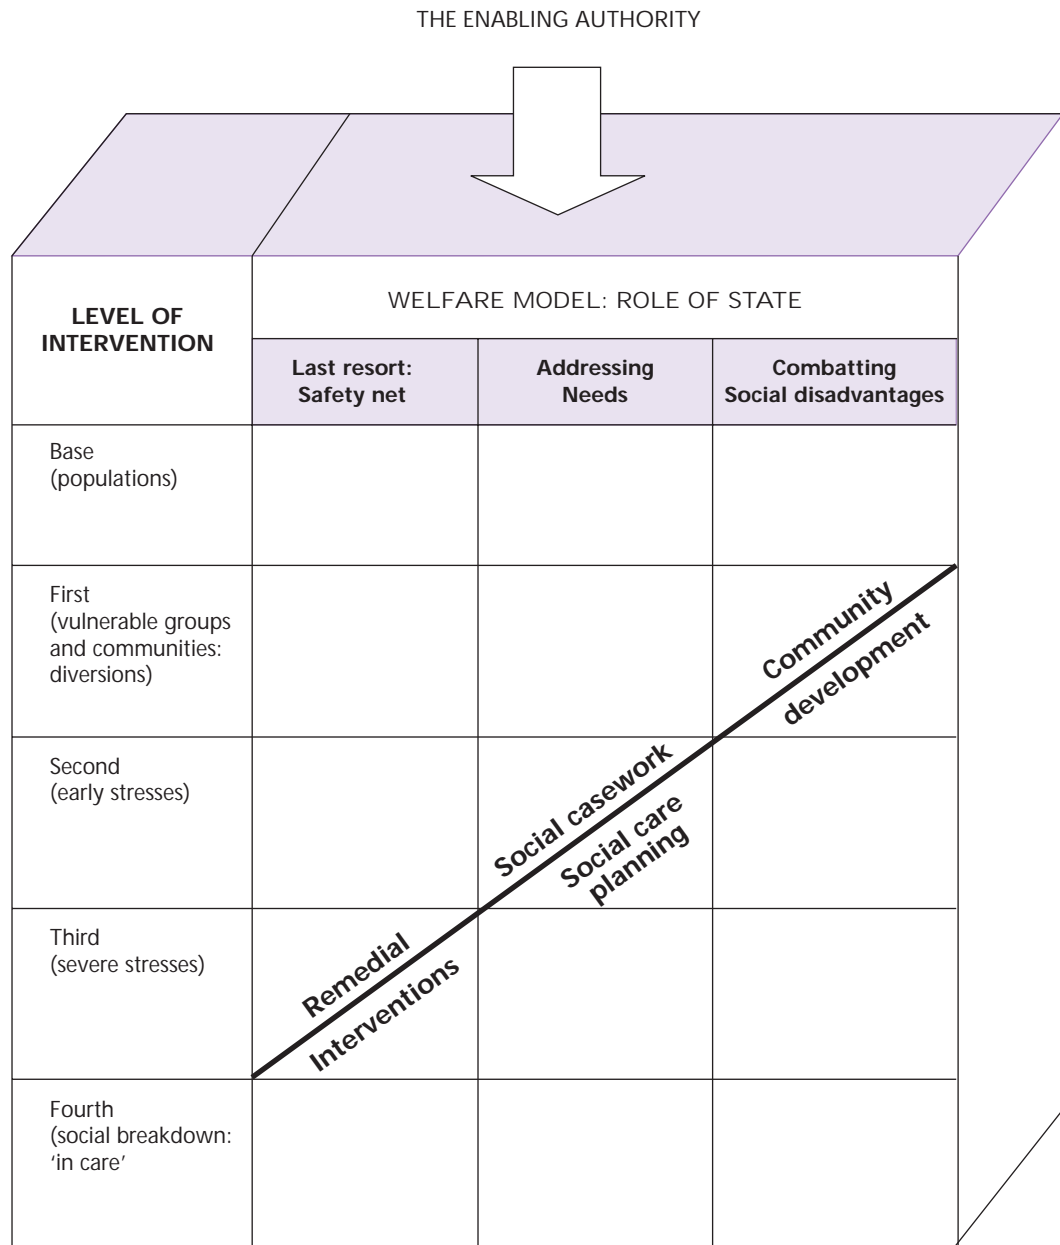 THE ENABLING AUTHORITY
LEVEL OF
INTERVENTION
WELFARE MODEL: ROLE OF STATE
Last resort:
Safety net
Addressing
Needs
Combatting
Social disadvantages
Base
(populations)
First
(vulnerable groups
and communities:
diversions)
Community
development
Second
(early stresses)
Social casework
Social care
planning
Third
(severe stresses)
Remedial
Interventions
Fourth
(social breakdown:
‘in care’